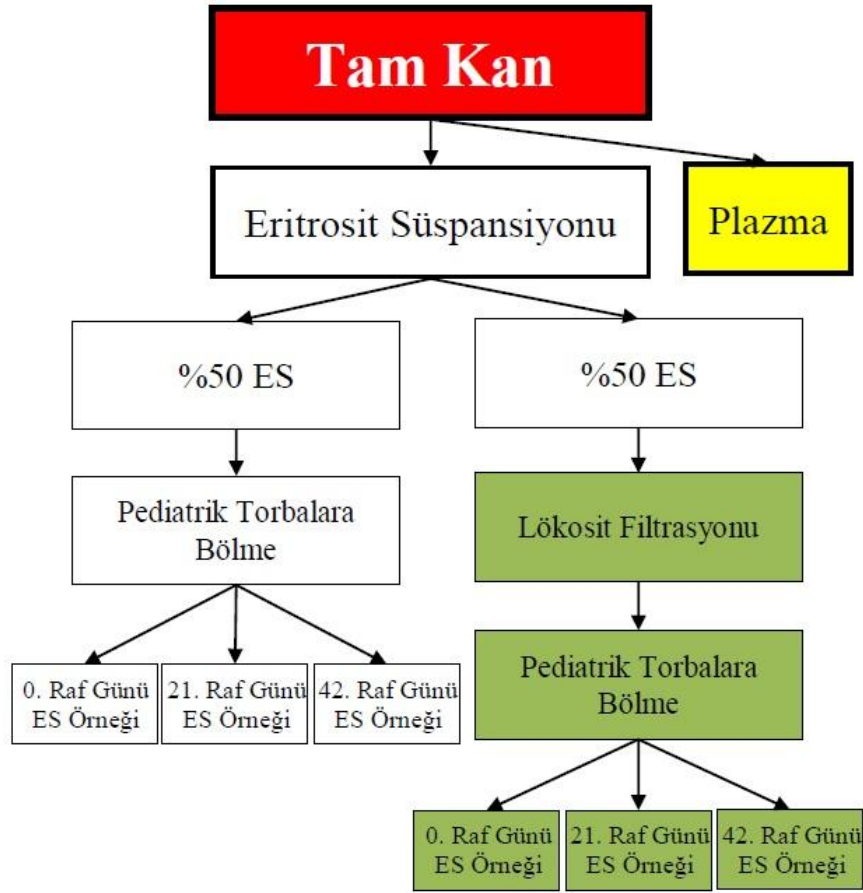 Tam Kan
Eritrosit Süspansiyonu
Plazma
%50 ES
%50 ES
Pediatrik Torbalara
Bölme
Lökosit Filtrasyonu
0. Raf Günü
ES Örneği
21. Raf Günü
ES Örneği
42. Raf Günü
ES Örneği
Pediatrik Torbalara
Bölme
0. Raf Günü
ES Örneği
21. Raf Günü
ES Örneği
42. Raf Günü
ES Örneği